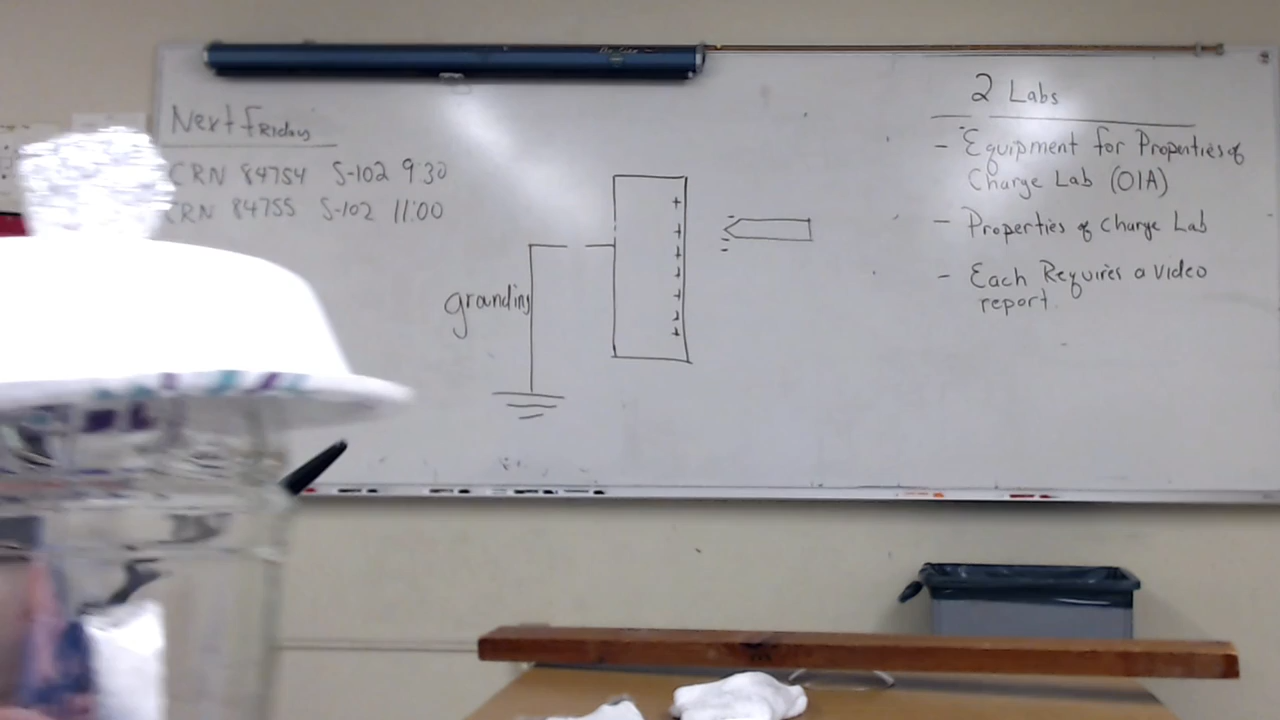 Next Friday
CRN 84754 S-102 9:30
CRN 84755 S-102 11:00
grounding
+
+
+
+
+
+
+
2 Labs
- Equipment for Properties of
Charge Lab (01A)
- Properties of Charge Lab
- Each Requires a video
report.